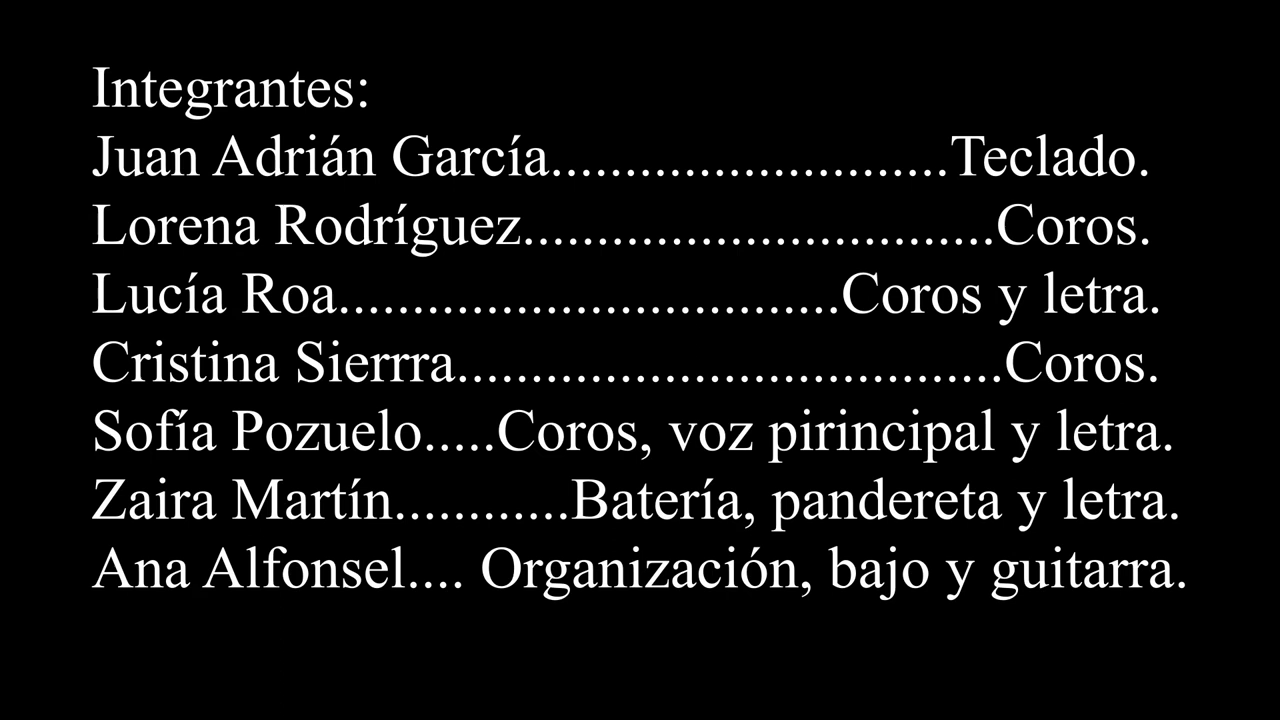 Integrantes:
Juan Adrián García...........................Teclado.
Lorena Rodríguez................................Coros.
Lucía Roa..................................Coros y letra.
Cristina Sierrra.....................................Coros.
Sofía Pozuelo.....Coros, voz pirincipal y letra.
Zaira Martín............Batería, pandereta y letra.
Ana Alfonsel.... Organización, bajo y guitarra.